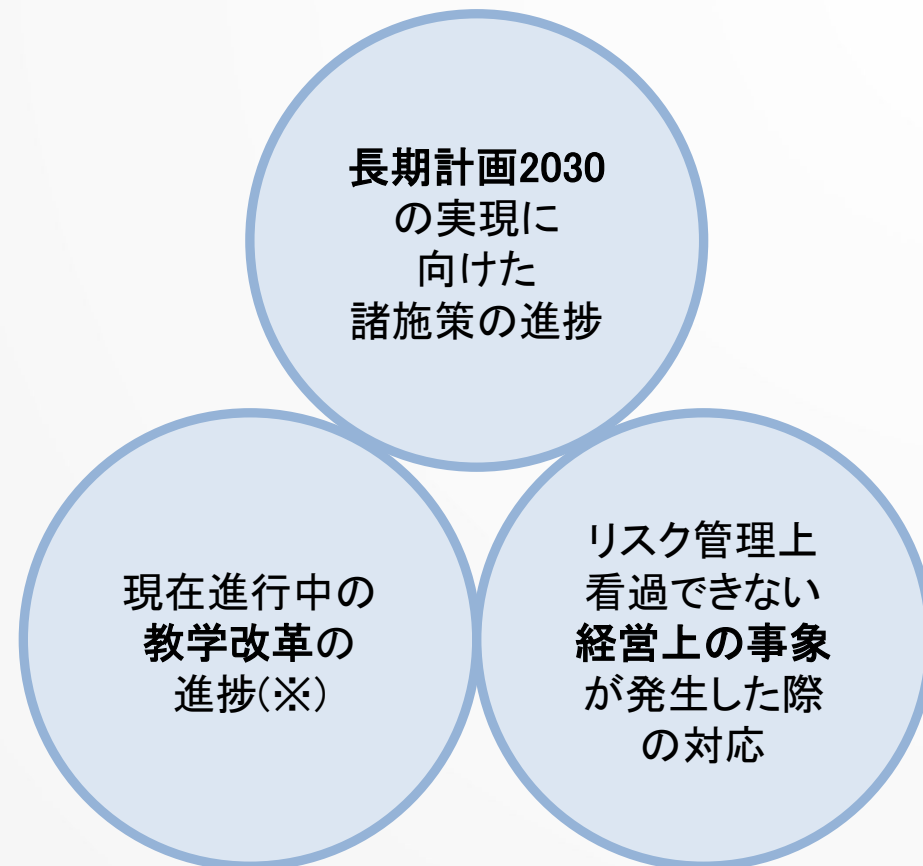 長期計画2030
の実現に
向けた
諸施策の進捗
現在進行中の
教学改革の
進捗(※)
リスク管理上
看過できない
経営上の事象
が発生した際
の対応